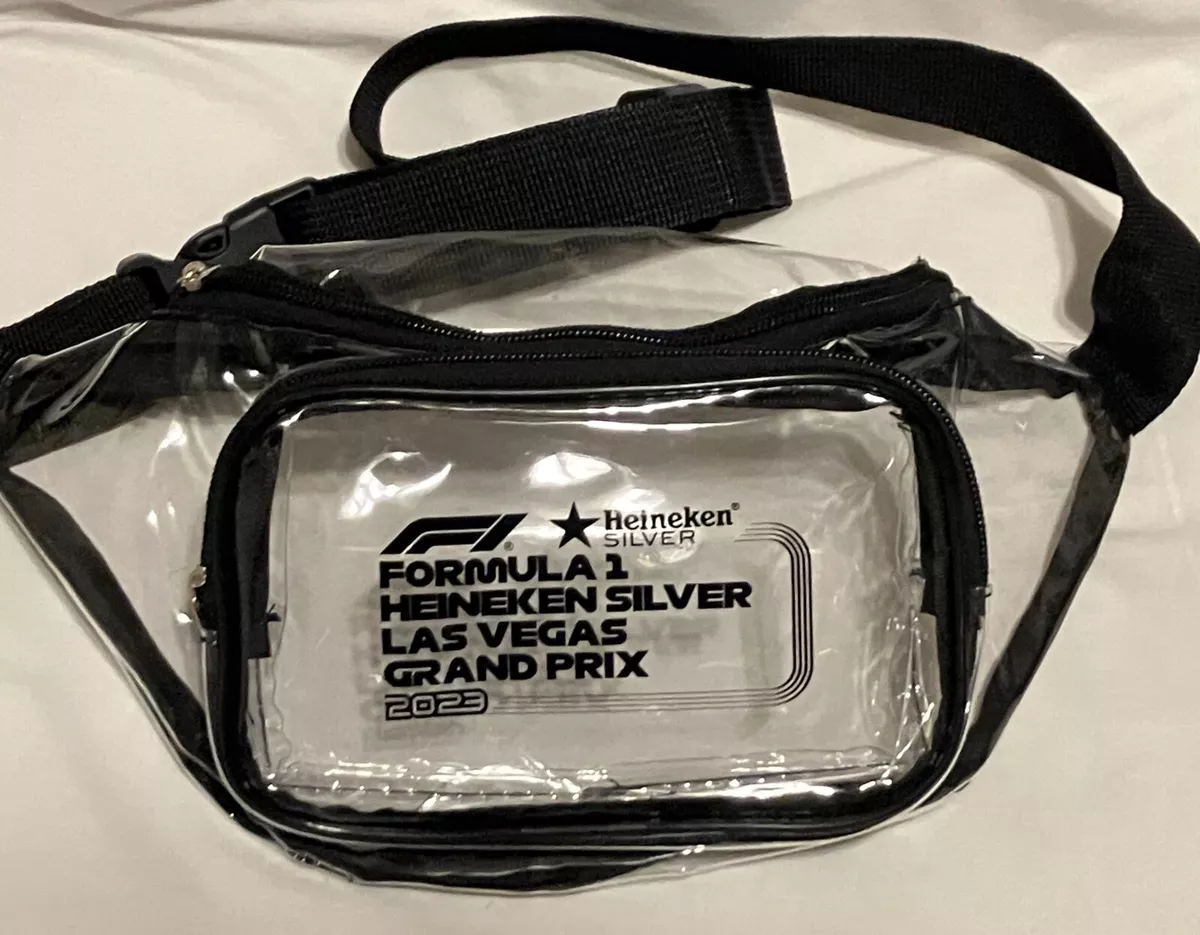 F1® ★ Heineken®
SILVER
FORMULA 1
HEINEKEN SILVER
LAS VEGAS
GRAND PRIX
2023